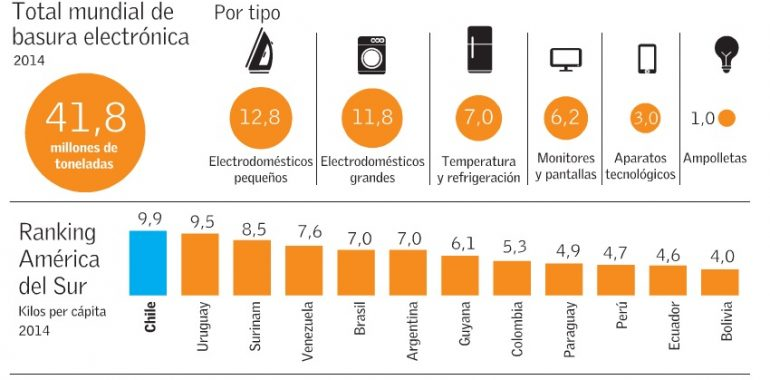 Total mundial de
basura electrónica
2014
41,8
millones de
toneladas
Por tipo
12,8
Electrodomésticos
pequeños
11,8
Electrodomésticos
grandes
7,0
Temperatura
y refrigeración
6,2
Monitores
y pantallas
3,0
Aparatos
tecnológicos
1,0
Ampolletas
Ranking
América
del Sur
Kilos per cápita
2014
9,9
Chile
9,5
Uruguay
8,5
Surinam
7,6
Venezuela
7,0
Brasil
7,0
Argentina
6,1
Guyana
5,3
Colombia
4,9
Paraguay
4,7
Perú
4,6
Ecuador
4,0
Bolivia